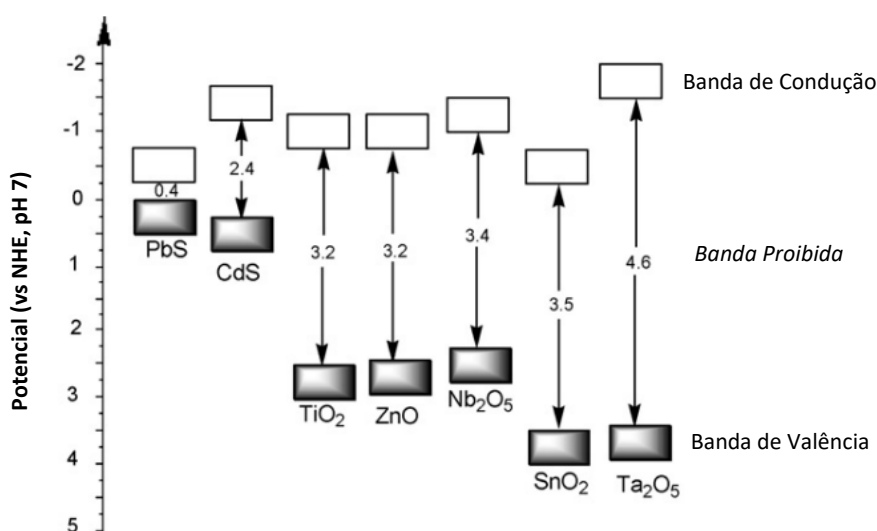 Potencial (vs NHE, pH 7)
-2
-1
0
1
2
3
4
5
Banda de Condução
Banda Proibida
Banda de Valência
0.4
PbS
2.4
CdS
3.2
TiO₂
3.2
ZnO
3.4
Nb₂O₅
3.5
SnO₂
4.6
Ta₂O₅